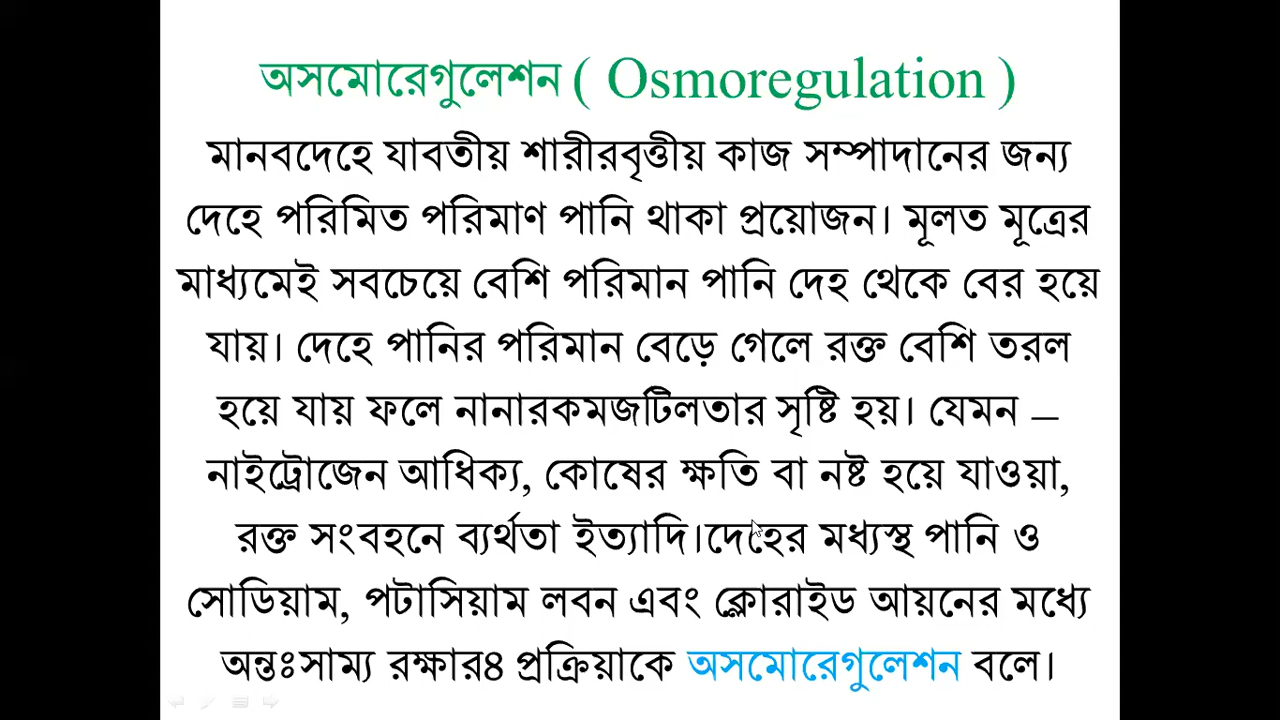 অসমোরেগুলেশন ( Osmoregulation )
মানবদেহে যাবতীয় শারীরবৃত্তীয় কাজ সম্পাদানের জন্য
দেহে পরিমিত পরিমাণ পানি থাকা প্রয়োজন। মূলত মূত্রের
মাধ্যমেই সবচেয়ে বেশি পরিমান পানি দেহ থেকে বের হয়ে
যায়। দেহে পানির পরিমান বেড়ে গেলে রক্ত বেশি তরল
হয়ে যায় ফলে নানারকমজটিলতার সৃষ্টি হয়। যেমন –
নাইট্রোজেন আধিক্য, কোষের ক্ষতি বা নষ্ট হয়ে যাওয়া,
রক্ত সংবহনে ব্যর্থতা ইত্যাদি।দেহের মধ্যস্থ পানি ও
সোডিয়াম, পটাসিয়াম লবন এবং ক্লোরাইড আয়নের মধ্যে
অন্তঃসাম্য রক্ষার৪ প্রক্রিয়াকে অসমোরেগুলেশন বলে।